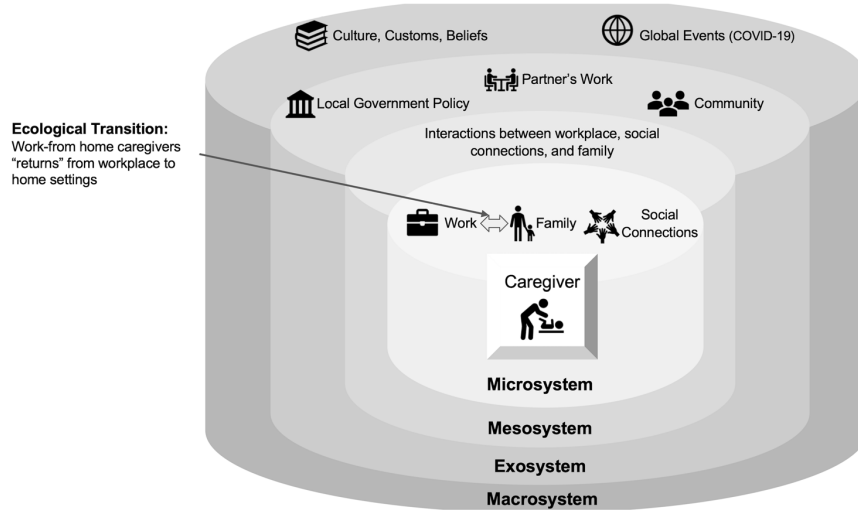 Culture, Customs, Beliefs
Global Events (COVID-19)
Partner's Work
Local Government Policy
Community
Ecological Transition:
Work-from home caregivers
"returns" from workplace to
home settings
Interactions between workplace, social
connections, and family
Work
Family
Social
Connections
Caregiver
Microsystem
Mesosystem
Exosystem
Macrosystem